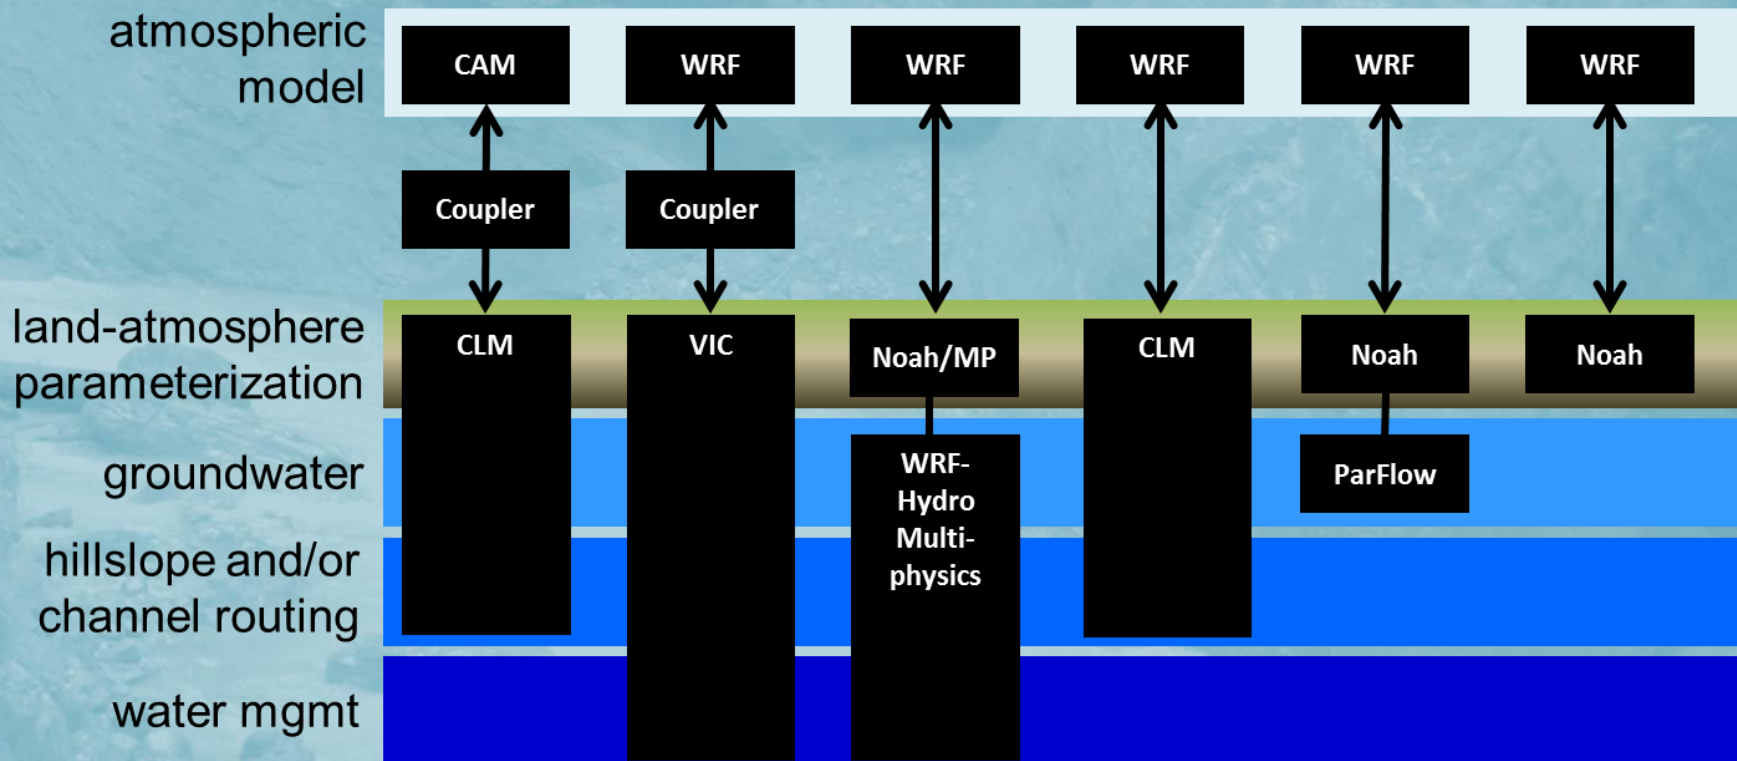 atmospheric
model
CAM
WRF
WRF
WRF
WRF
WRF
Coupler
Coupler
land-atmosphere
parameterization
CLM
VIC
Noah/MP
CLM
Noah
Noah
groundwater
WRF-
Hydro
Multi-
physics
ParFlow
hillslope and/or
channel routing
water mgmt